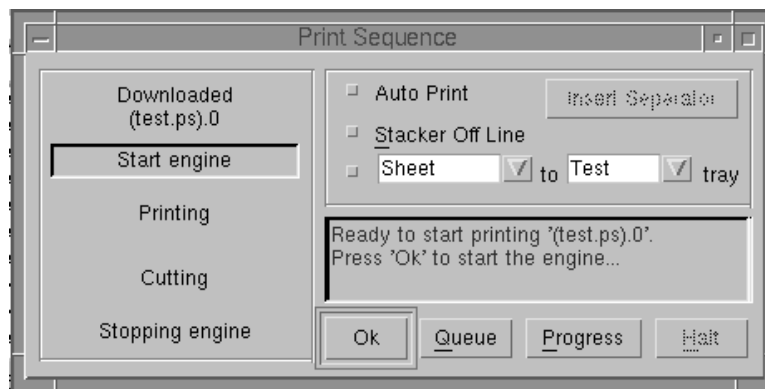 Print Sequence
Downloaded
(test.ps).0
Start engine
Printing
Cutting
Stopping engine
Auto Print
Insert Separator
Stacker Off Line
Sheet to Test tray
Ready to start printing '(test.ps).0'.
Press 'Ok' to start the engine...
Ok Queue Progress Halt